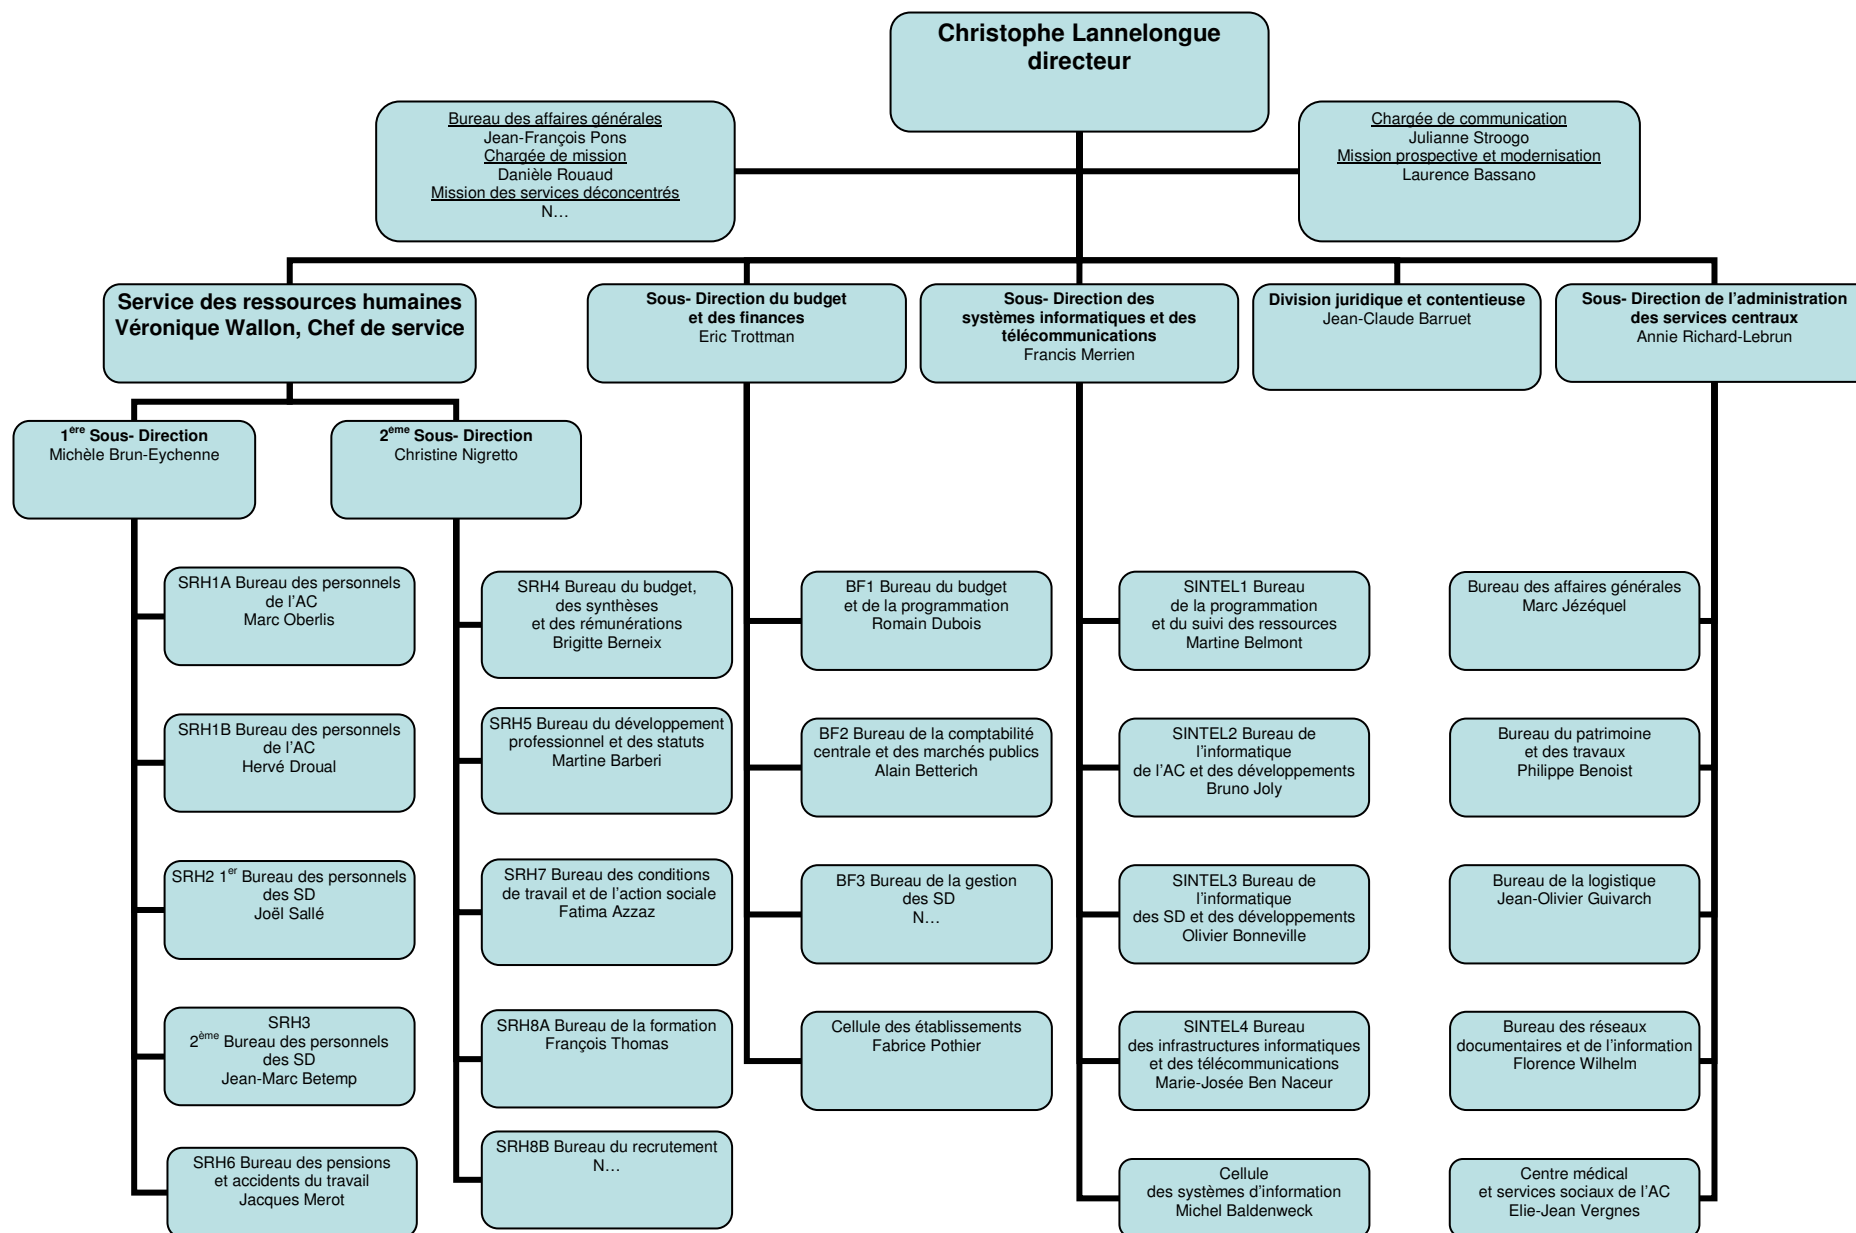 Christophe Lannelongue
directeur
Bureau des affaires générales
Jean-François Pons
Chargée de mission
Danièle Rouaud
Mission des services déconcentrés
N…
Chargée de communication
Julianne Stroogo
Mission prospective et modernisation
Laurence Bassano
Service des ressources humaines
Véronique Wallon, Chef de service
Sous- Direction du budget
et des finances
Eric Trottman
Sous- Direction des
systèmes informatiques et des
télécommunications
Francis Merrien
Division juridique et contentieuse
Jean-Claude Barruet
Sous- Direction de l’administration
des services centraux
Annie Richard-Lebrun
1ere Sous- Direction
Michèle Brun-Eychenne
2eme Sous- Direction
Christine Nigretto
SRH1A Bureau des personnels
de l’AC
Marc Oberlis
SRH1B Bureau des personnels
de l’AC
Hervé Droual
SRH2 1er Bureau des personnels
des SD
Joël Sallé
SRH3
2ème Bureau des personnels
des SD
Jean-Marc Betemp
SRH6 Bureau des pensions
et accidents du travail
Jacques Merot
SRH4 Bureau du budget,
des synthèses
et des rémunérations
Brigitte Berneix
SRH5 Bureau du développement
professionnel et des statuts
Martine Barberi
SRH7 Bureau des conditions
de travail et de l’action sociale
Fatima Azzaz
SRH8A Bureau de la formation
François Thomas
SRH8B Bureau du recrutement
N…
BF1 Bureau du budget
et de la programmation
Romain Dubois
BF2 Bureau de la comptabilité
centrale et des marchés publics
Alain Betterich
BF3 Bureau de la gestion
des SD
N…
Cellule des établissements
Fabrice Pothier
SINTEL1 Bureau
de la programmation
et du suivi des ressources
Martine Belmont
SINTEL2 Bureau de
l’informatique
de l’AC et des développements
Bruno Joly
SINTEL3 Bureau de
l’informatique
des SD et des développements
Olivier Bonneville
SINTEL4 Bureau
des infrastructures informatiques
et des télécommunications
Marie-Josée Ben Naceur
Cellule
des systèmes d’information
Michel Baldenweck
Bureau des affaires générales
Marc Jézéquel
Bureau du patrimoine
et des travaux
Philippe Benoist
Bureau de la logistique
Jean-Olivier Guivarch
Bureau des réseaux
documentaires et de l’information
Florence Wilhelm
Centre médical
et services sociaux de l’AC
Elie-Jean Vergnes